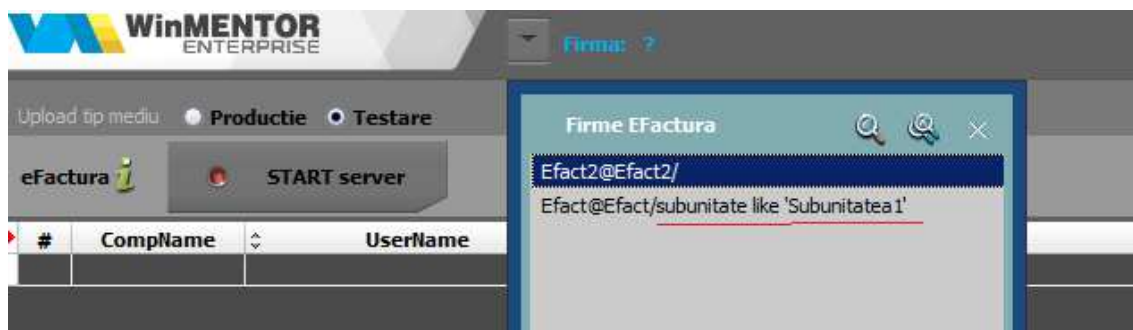 WinMENTOR
ENTERPRISE
Firma: ?
Upload tip mediu Productie Testare
Firme EFactura
eFactura START server
Efact2@Efact2/
Efact@Efact/subunitate like 'Subunitatea1'
# CompName UserName